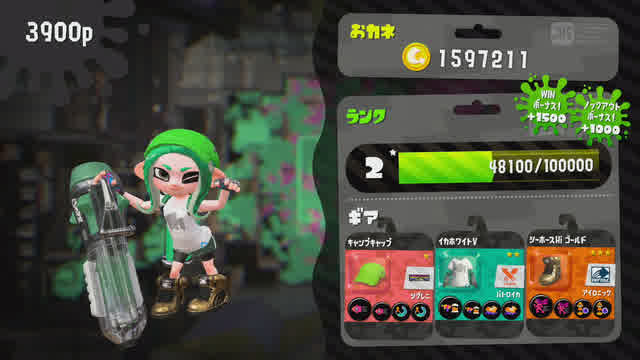 3900p
おカネ
1597211
ランク
WIN
ボーナス!
+1500
ノックアウト
ボーナス!
+1000
2
48100/100000
ギア
キャンプキャップ
イカホワイトV
シーホースHi ゴールド
ジグレニ
バトロイカ
アイロニック